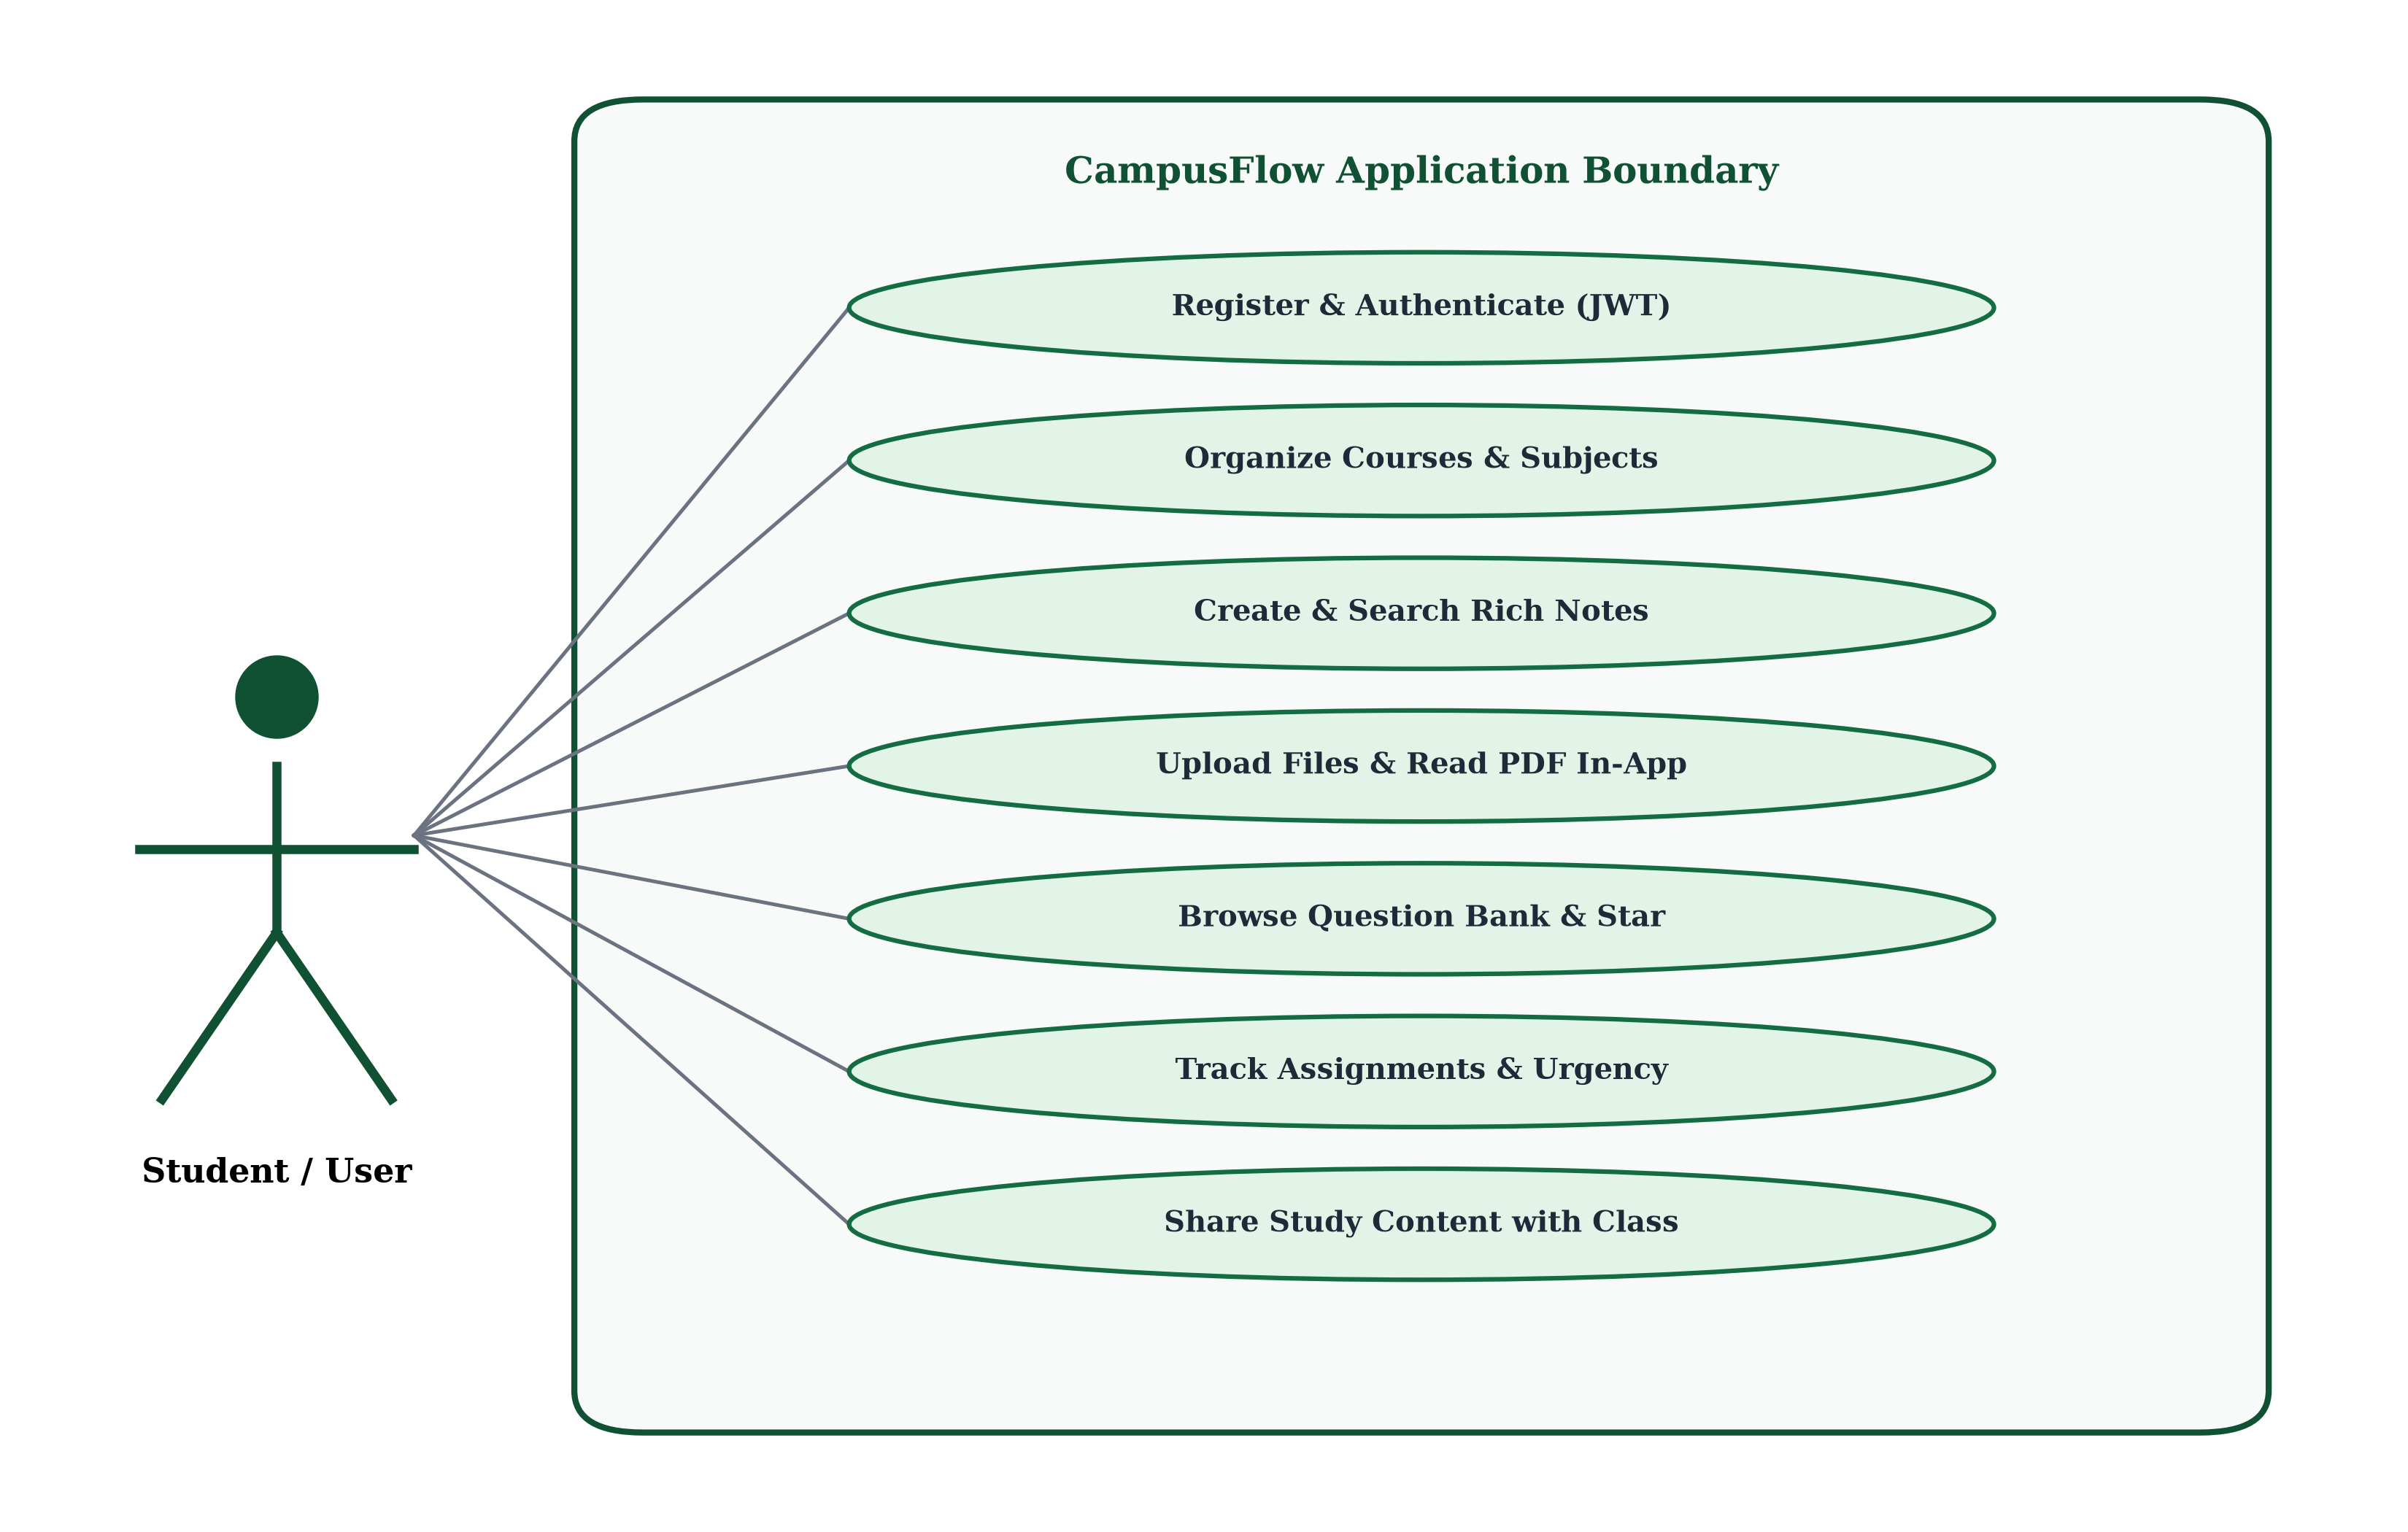 CampusFlow Application Boundary
Register & Authenticate (JWT)
Organize Courses & Subjects
Create & Search Rich Notes
Upload Files & Read PDF In-App
Browse Question Bank & Star
Track Assignments & Urgency
Student / User
Share Study Content with Class